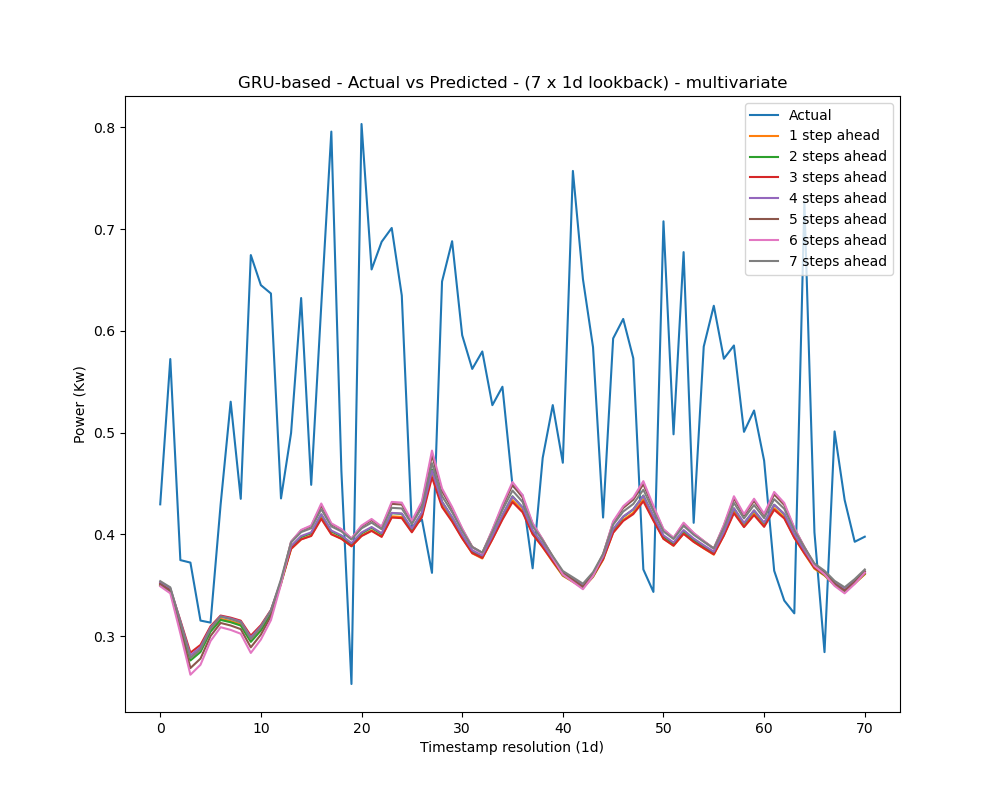 GRU-based - Actual vs Predicted - (7 x 1d lookback) - multivariate
Actual
1 step ahead
2 steps ahead
3 steps ahead
4 steps ahead
5 steps ahead
6 steps ahead
7 steps ahead
0.8
0.7
0.6
0.5
0.4
0.3
Power (Kw)
0 10 20 30 40 50 60 70
Timestamp resolution (1d)